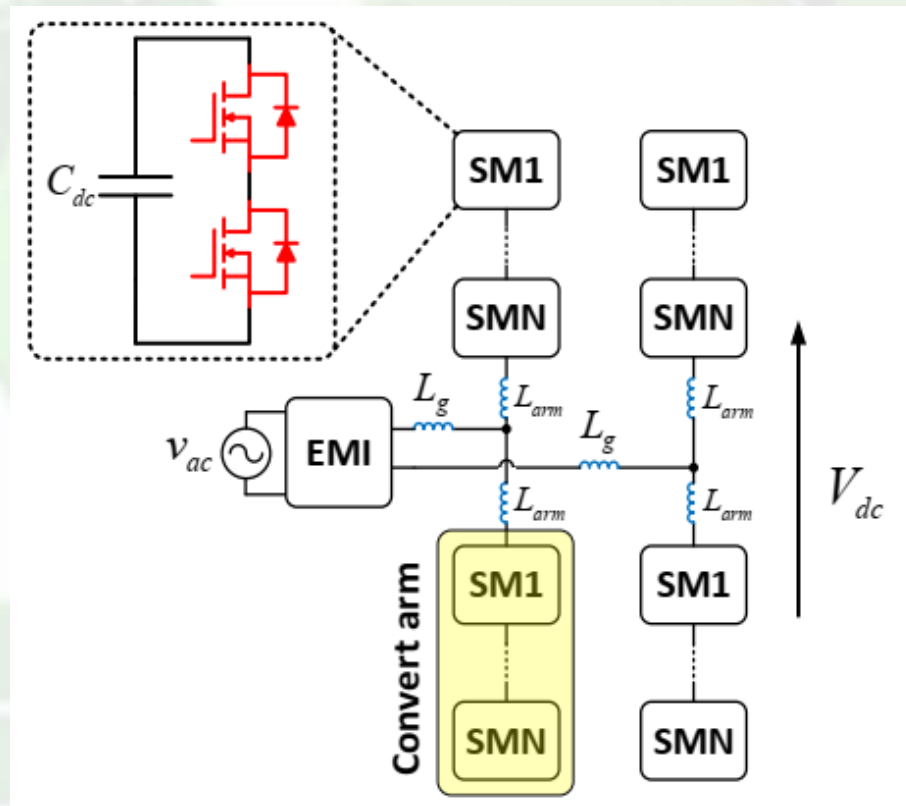 C_dc
SM1
SM1
SMN
SMN
L_g
L_arm
L_arm
L_g
v_ac
EMI
L_arm
L_arm
V_dc
Convert arm
SM1
SM1
SMN
SMN